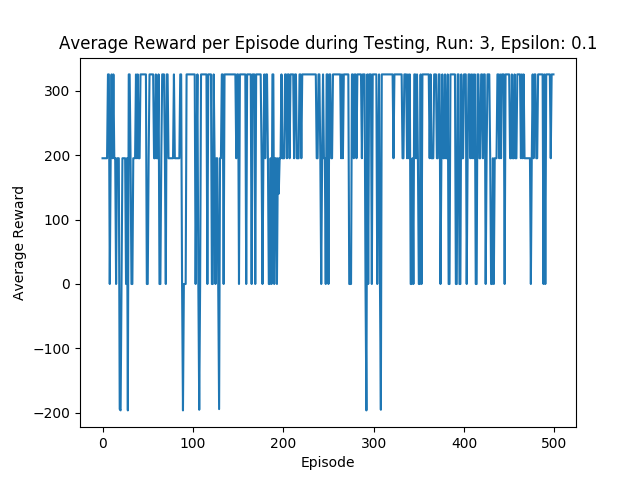 Average Reward per Episode during Testing, Run: 3, Epsilon: 0.1
Average Reward
300
200
100
0
−100
−200
0 100 200 300 400 500
Episode